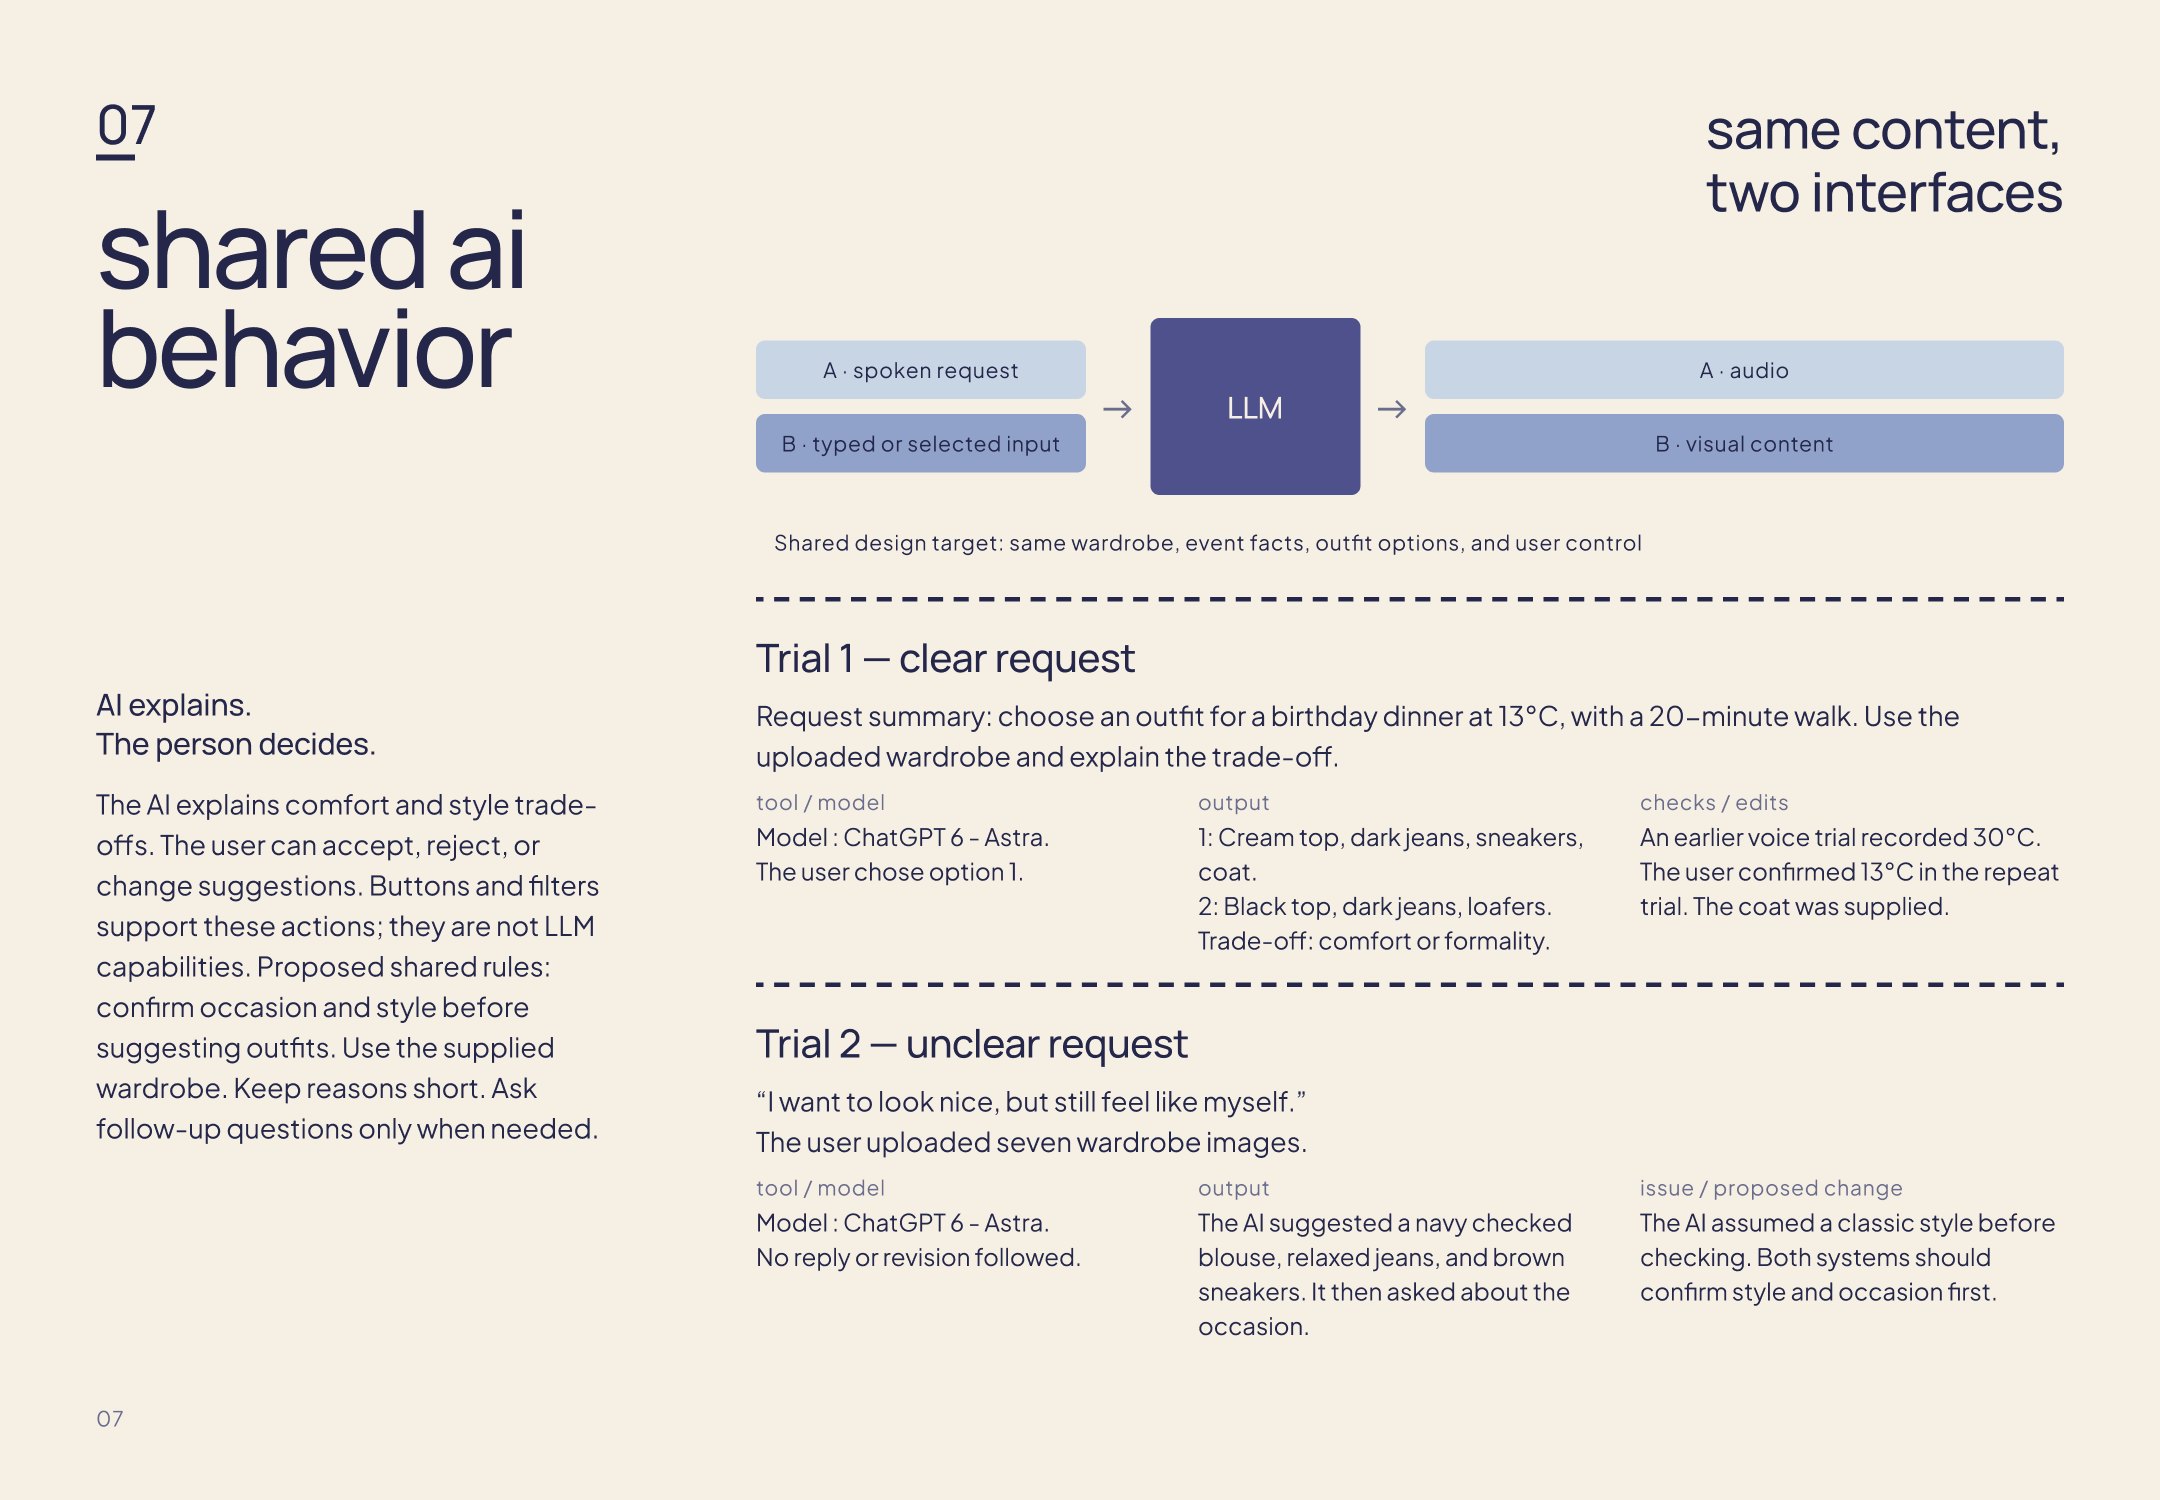 07
shared ai
behavior
same content,
two interfaces
A · spoken request
B · typed or selected input
→
LLM
→
A · audio
B · visual content
Shared design target: same wardrobe, event facts, outfit options, and user control
AI explains.
The person decides.
The AI explains comfort and style trade-
offs. The user can accept, reject, or
change suggestions. Buttons and filters
support these actions; they are not LLM
capabilities. Proposed shared rules:
confirm occasion and style before
suggesting outfits. Use the supplied
wardrobe. Keep reasons short. Ask
follow-up questions only when needed.
Trial 1 — clear request
Request summary: choose an outfit for a birthday dinner at 13°C, with a 20–minute walk. Use the
uploaded wardrobe and explain the trade-off.
tool / model
Model : ChatGPT 6 - Astra.
The user chose option 1.
output
1: Cream top, dark jeans, sneakers,
coat.
2: Black top, dark jeans, loafers.
Trade-off: comfort or formality.
checks / edits
An earlier voice trial recorded 30°C.
The user confirmed 13°C in the repeat
trial. The coat was supplied.
Trial 2 — unclear request
“I want to look nice, but still feel like myself.”
The user uploaded seven wardrobe images.
tool / model
Model : ChatGPT 6 - Astra.
No reply or revision followed.
output
The AI suggested a navy checked
blouse, relaxed jeans, and brown
sneakers. It then asked about the
occasion.
issue / proposed change
The AI assumed a classic style before
checking. Both systems should
confirm style and occasion first.
07